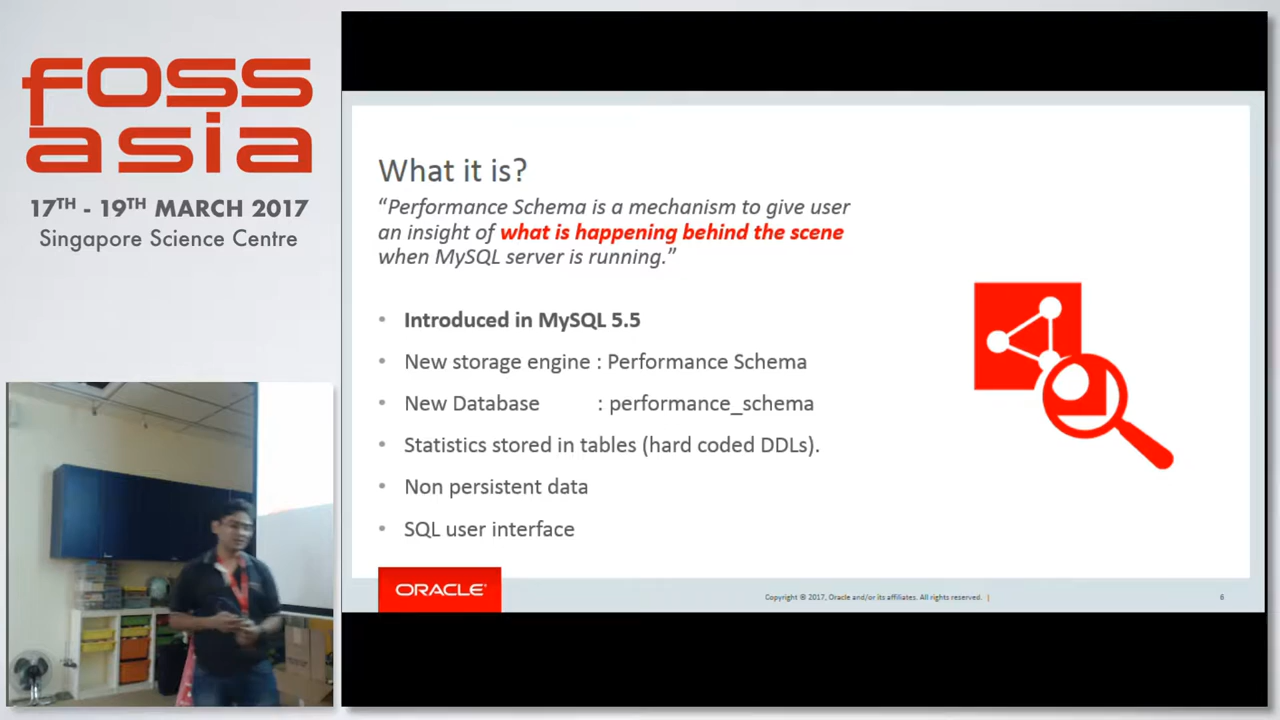 foss
asia
17TH - 19TH MARCH 2017
Singapore Science Centre
What it is?
“Performance Schema is a mechanism to give user
an insight of what is happening behind the scene
when MySQL server is running.”
• Introduced in MySQL 5.5
• New storage engine : Performance Schema
• New Database : performance_schema
• Statistics stored in tables (hard coded DDLs).
• Non persistent data
• SQL user interface
ORACLE®
Copyright © 2017, Oracle and/or its affiliates. All rights reserved. |
6